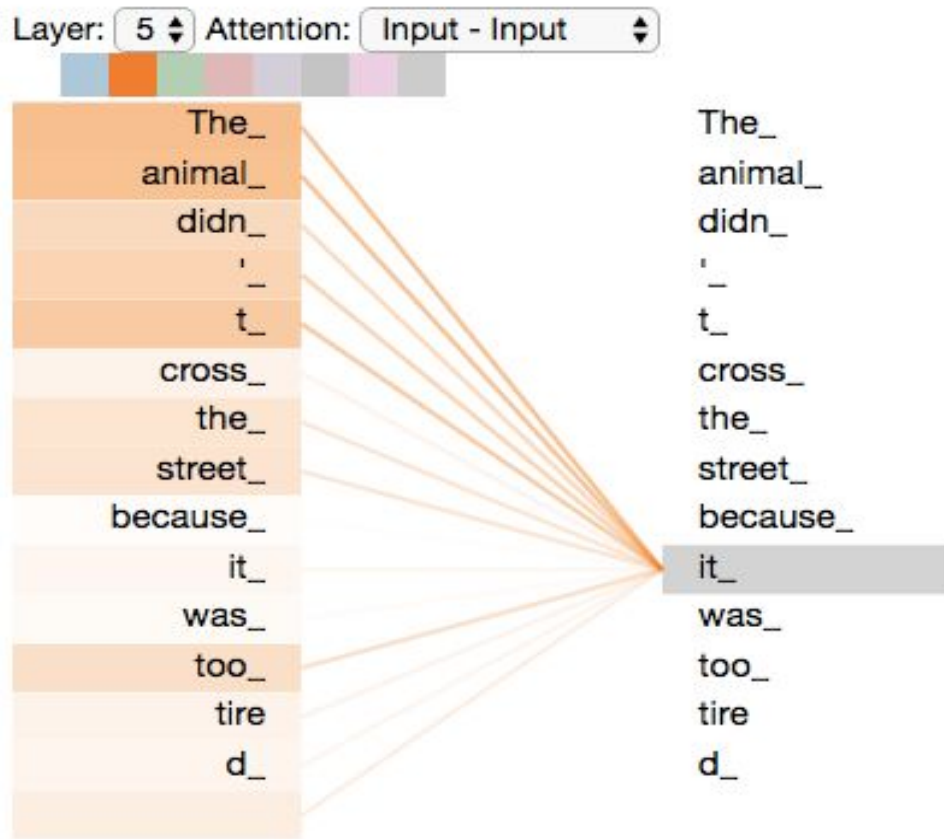 Layer: 5 Attention: Input - Input
The_ The_
animal_ animal_
didn_ didn_
'_ '_
t_ t_
cross_ cross_
the_ the_
street_ street_
because_ because_
it_ it_
was_ was_
too_ too_
tire tire
d_ d_